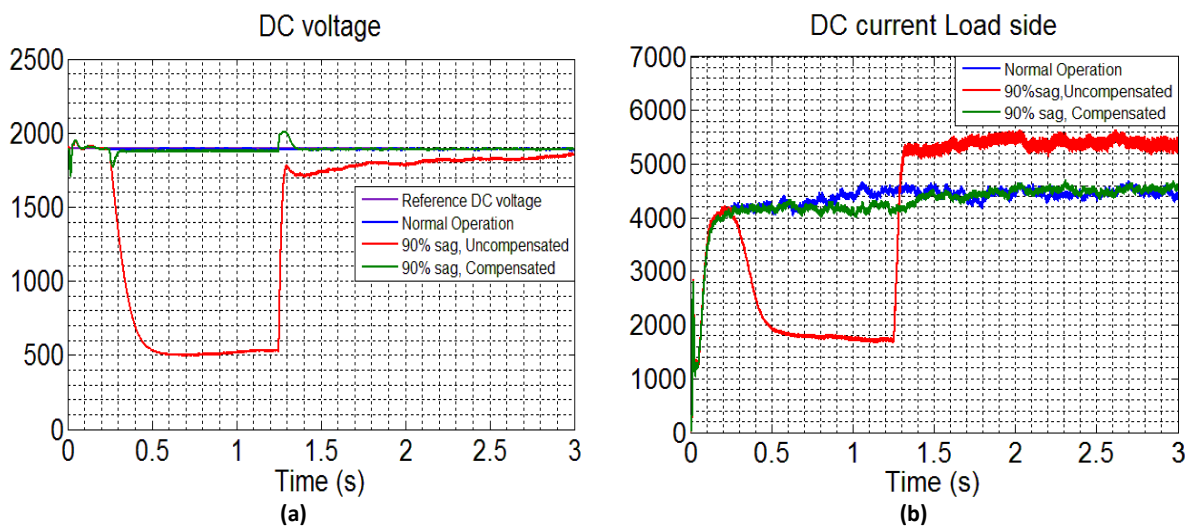 DC voltage
2500
2000
1500
1000
500
0
Reference DC voltage
Normal Operation
90% sag, Uncompensated
90% sag, Compensated
0 0.5 1 1.5 2 2.5 3
Time (s)
(a)
DC current Load side
7000
6000
5000
4000
3000
2000
1000
0
Normal Operation
90%sag,Uncompensated
90% sag, Compensated
0 0.5 1 1.5 2 2.5 3
Time (s)
(b)